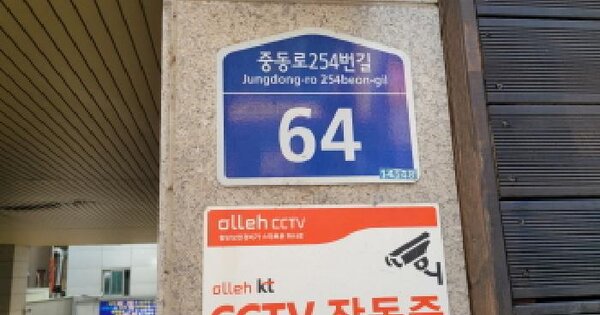 중동로254번길
Jungdong-ro 254beon-gil
64
14548
olleh CCTV
olleh kt
CCTV 작동중